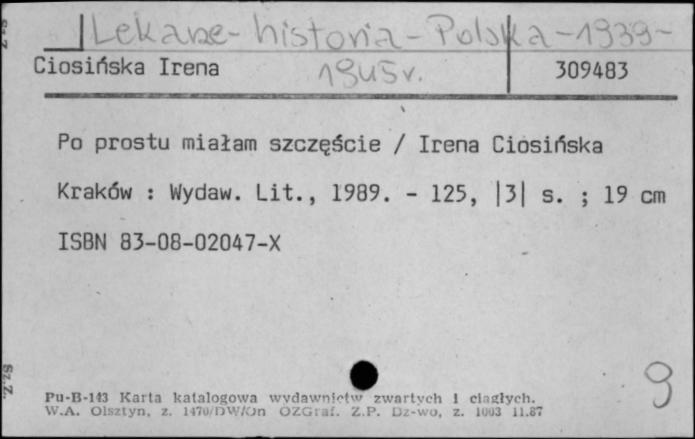 Lekarze - historia - Polska - 1939 -
1945 r.
Ciosińska Irena
309483
Po prostu miałam szczęście / Irena Ciosińska
Kraków : Wydaw. Lit., 1989. - 125, |3| s. ; 19 cm
ISBN 83-08-02047-X
9
Pu-B-143 Karta katalogowa wydawnictw zwartych i ciągłych.
W.A. Olsztyn, z. 1470/DW/On OZGraf. Z.P. Dz-wo, z. 1003 11.87
Sz.Z.